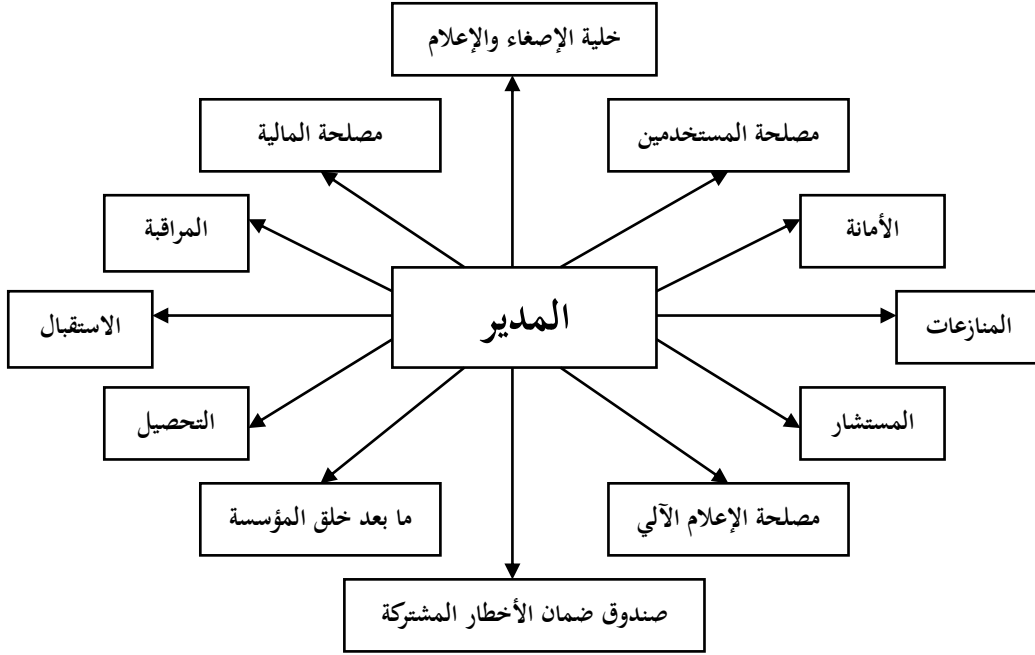 خلية الإصغاء والإعلام
مصلحة المستخدمين
مصلحة المالية
الأمانة
المراقبة
المدير
المنازعات
الاستقبال
المستشار
التحصيل
مصلحة الإعلام الآلي
ما بعد خلق المؤسسة
صندوق ضمان الأخطار المشتركة